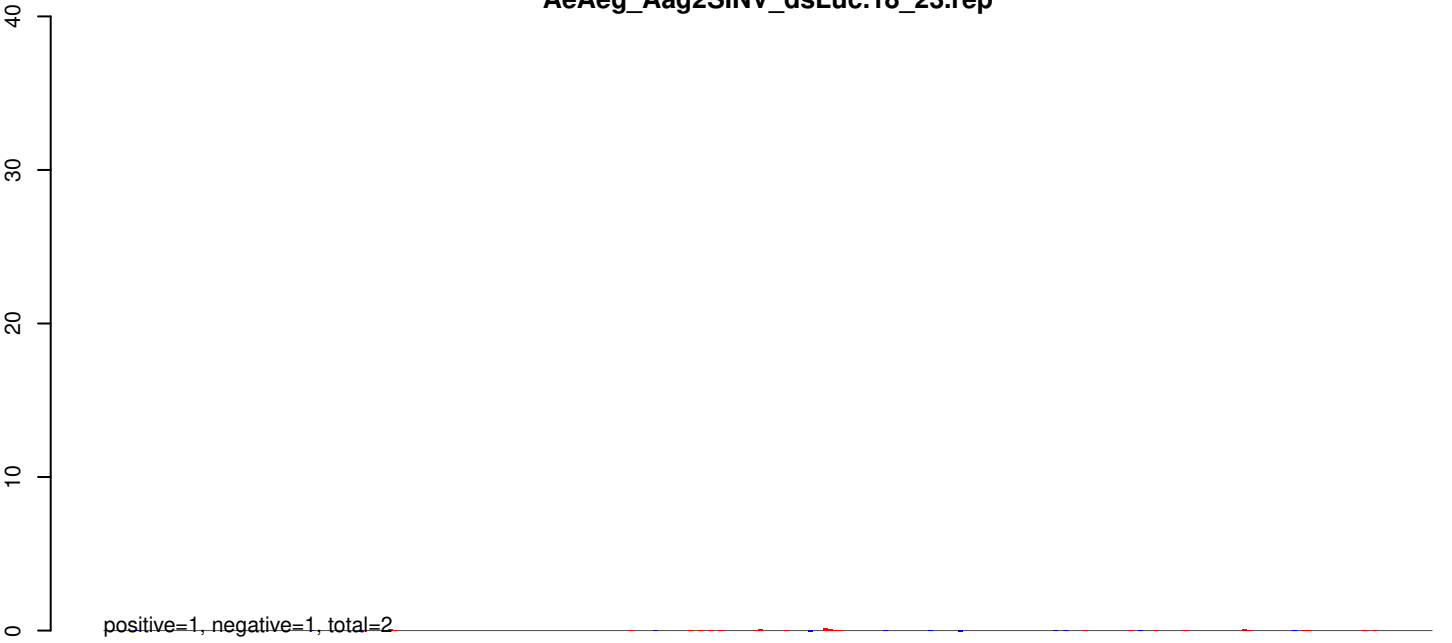 AeAeg_Aag2SINV_dsLuc.18_23.rep
40
30
20
10
0
positive=1, negative=1, total=2